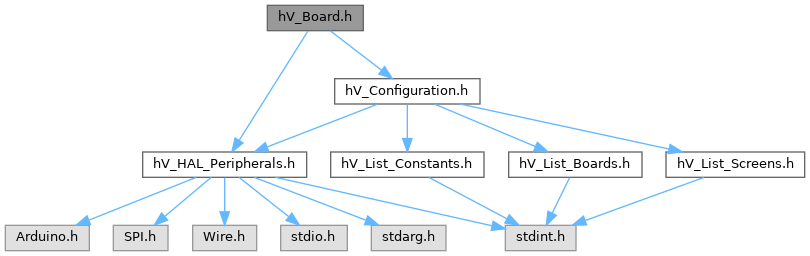 hV_Board.h
hV_Configuration.h
hV_HAL_Peripherals.h
hV_List_Constants.h
hV_List_Boards.h
hV_List_Screens.h
Arduino.h
SPI.h
Wire.h
stdio.h
stdarg.h
stdint.h